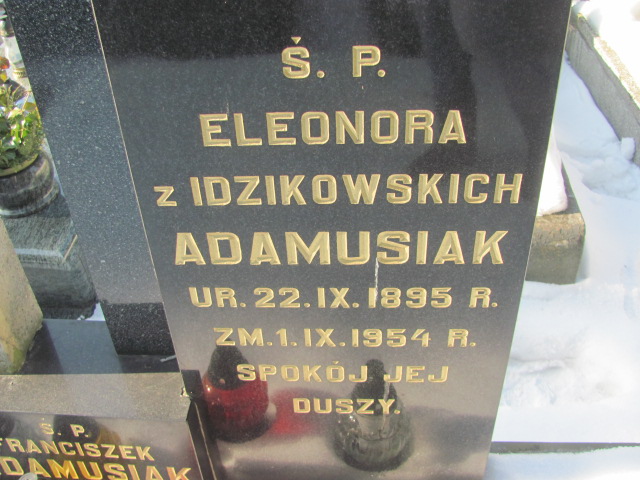 Ś. P.
ELEONORA
z IDZIKOWSKICH
ADAMUSIAK
UR. 22. IX. 1895 R.
ZM. 1. IX. 1954 R.
SPOKÓJ JEJ
DUSZY.
Ś. P.
FRANCISZEK
ADAMUSIAK